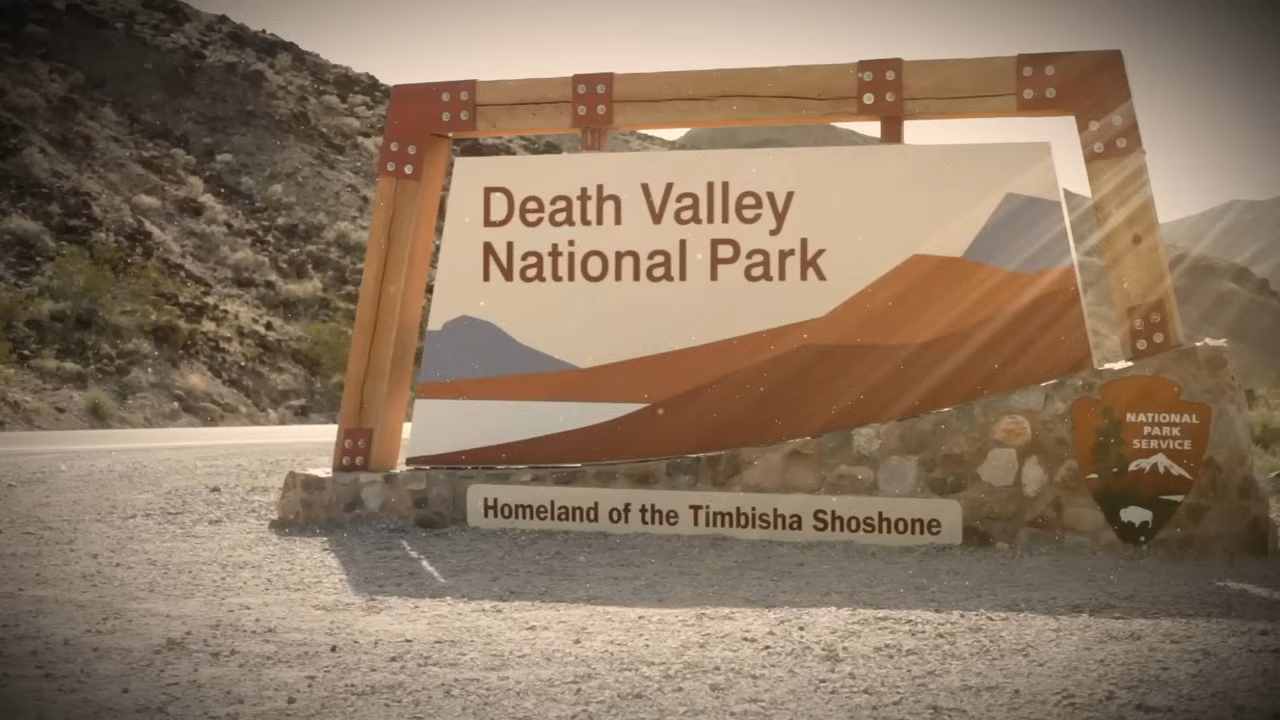 Death Valley
National Park
NATIONAL
PARK
SERVICE
Homeland of the Timbisha Shoshone